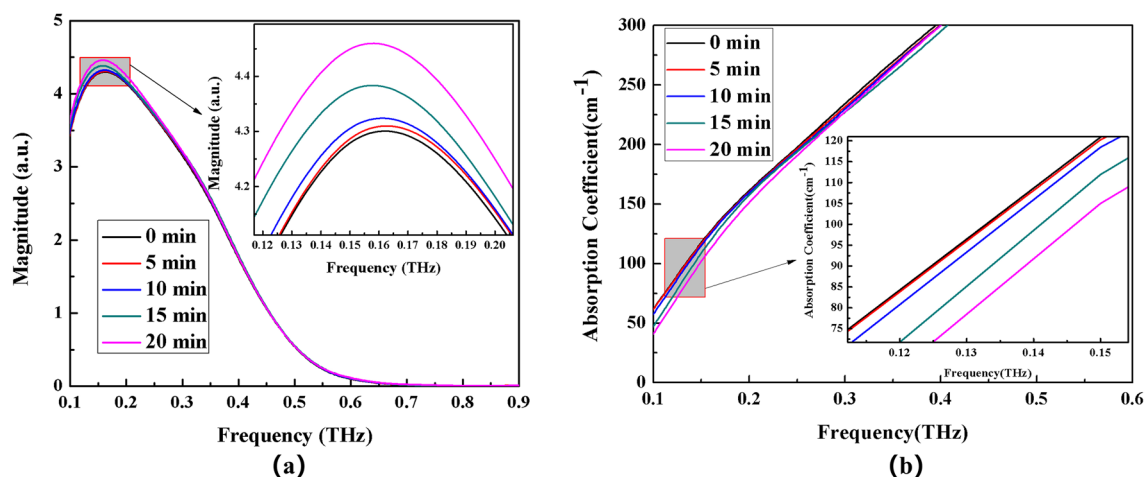 5
4
3
2
1
0
0.1 0.2 0.3 0.4 0.5 0.6 0.7 0.8 0.9
Magnitude (a.u.)
Frequency (THz)
0 min
5 min
10 min
15 min
20 min
4.4
4.3
4.2
0.12 0.13 0.14 0.15 0.16 0.17 0.18 0.19 0.20
Magnitude (a.u.)
Frequency (THz)
(a)
300
250
200
150
100
50
0
0.1 0.2 0.3 0.4 0.5 0.6
Absorption Coefficient(cm-1)
Frequency(THz)
0 min
5 min
10 min
15 min
20 min
120
115
110
105
100
95
90
85
80
75
0.12 0.13 0.14 0.15
Absorption Coefficient(cm-1)
Frequency(THz)
(b)